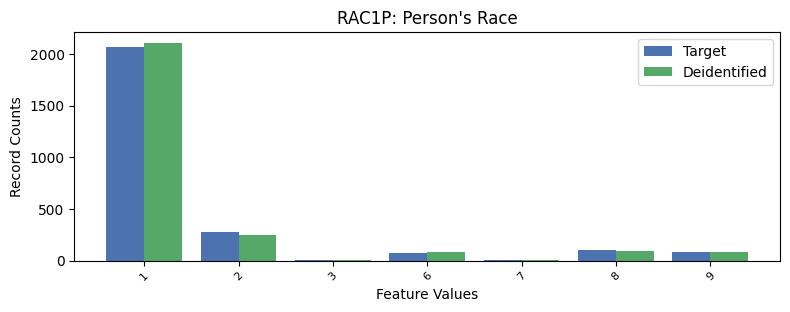 RAC1P: Person's Race
Target
Deidentified
Record Counts
2000
1500
1000
500
0
1 2 3 6 7 8 9
Feature Values